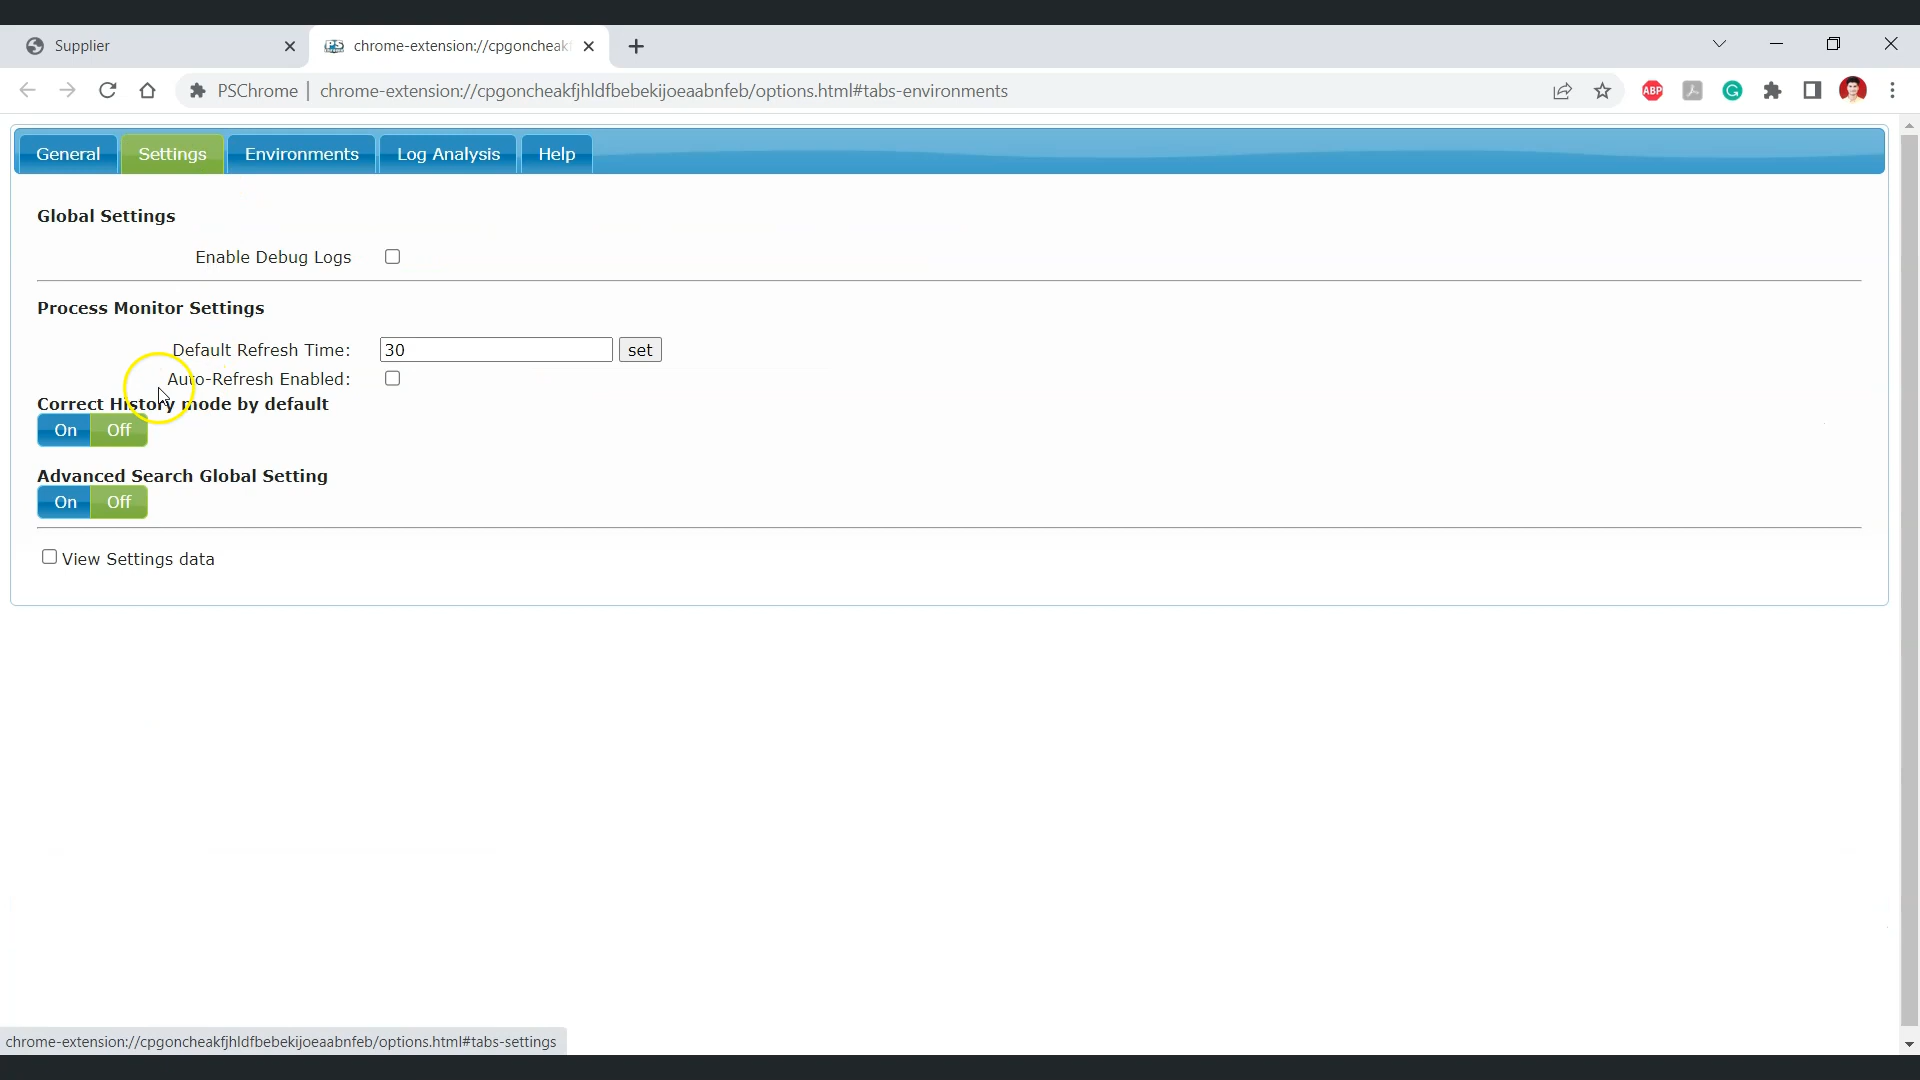 Supplier
chrome-extension://cpgoncheak
PSChrome | chrome-extension://cpgoncheakfjhldfbebekijoeaabnfeb/options.html#tabs-environments
ABP
General Settings Environments Log Analysis Help
Global Settings
Enable Debug Logs
Process Monitor Settings
Default Refresh Time: 30 set
Auto-Refresh Enabled:
Correct History mode by default
On Off
Advanced Search Global Setting
On Off
View Settings data
chrome-extension://cpgoncheakfjhldfbebekijoeaabnfeb/options.html#tabs-settings